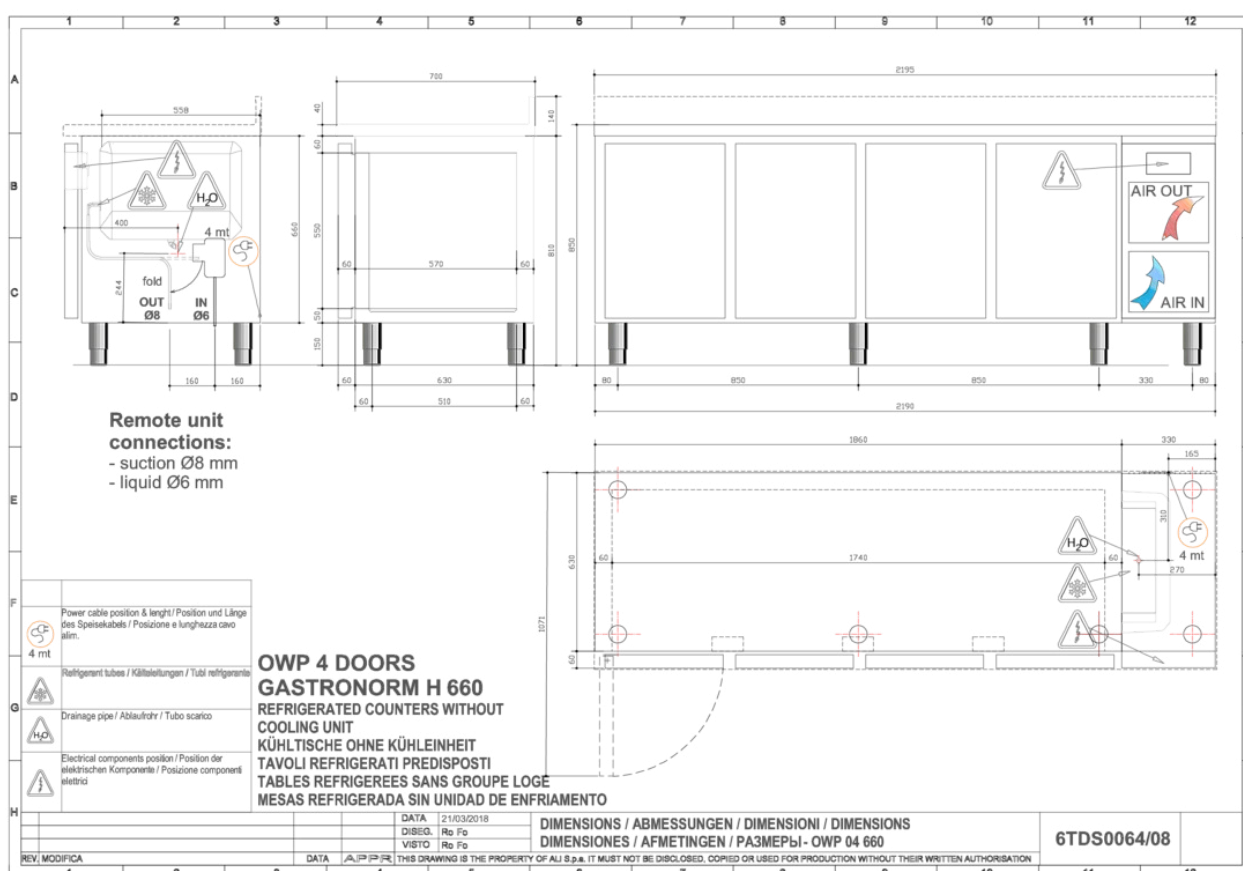 1 2 3 4 5 6 7 8 9 10 11 12
A
B
C
D
E
F
G
H
558
400
4 mt
H₂O
660
244
fold
OUT IN
Ø8 Ø6
160 160
700
40
140
60
550
810
60 570 60
50
150
60 630
60 510 60
2195
850
AIR OUT
AIR IN
80 850 850 330 80
2190
Remote unit
connections:
- suction Ø8 mm
- liquid Ø6 mm
1860 330
165
310
H₂O
4 mt
630
60 1740 60
270
1071
60
Power cable position & lenght / Position und Länge
des Speisekabels / Posizione e lunghezza cavo
alim.
4 mt
Refrigerent tubes / Kälteleitungen / Tubi refrigerante
Drainage pipe / Ablaufrohr / Tubo scarico
H₂O
Electrical components position / Position der
elektrischen Komponente / Posizione componenti
elettrici
OWP 4 DOORS
GASTRONORM H 660
REFRIGERATED COUNTERS WITHOUT
COOLING UNIT
KÜHLTISCHE OHNE KÜHLEINHEIT
TAVOLI REFRIGERATI PREDISPOSTI
TABLES REFRIGEREES SANS GROUPE LOGE
MESAS REFRIGERADA SIN UNIDAD DE ENFRIAMENTO
DATA 21/03/2018
DISEG. Ro Fo
VISTO Ro Fo
DIMENSIONS / ABMESSUNGEN / DIMENSIONI / DIMENSIONS
DIMENSIONES / AFMETINGEN / РАЗМЕРЫ - OWP 04 660
6TDS0064/08
REV. MODIFICA DATA APPR. THIS DRAWING IS THE PROPERTY OF ALI S.p.a. IT MUST NOT BE DISCLOSED, COPIED OR USED FOR PRODUCTION WITHOUT THEIR WRITTEN AUTHORISATION